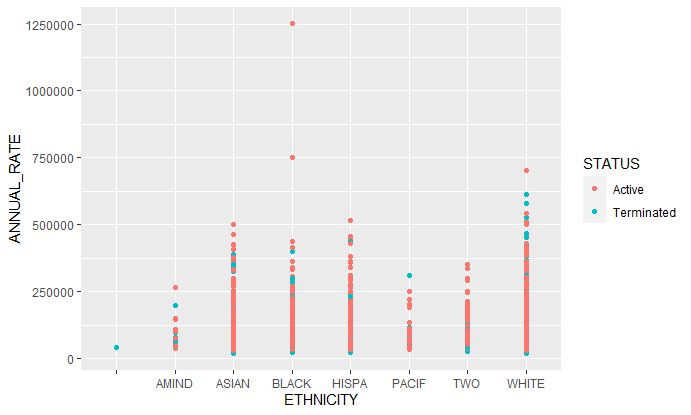 1250000
1000000
750000
500000
250000
0
ANNUAL_RATE
AMIND ASIAN BLACK HISPA PACIF TWO WHITE
ETHNICITY
STATUS
Active
Terminated